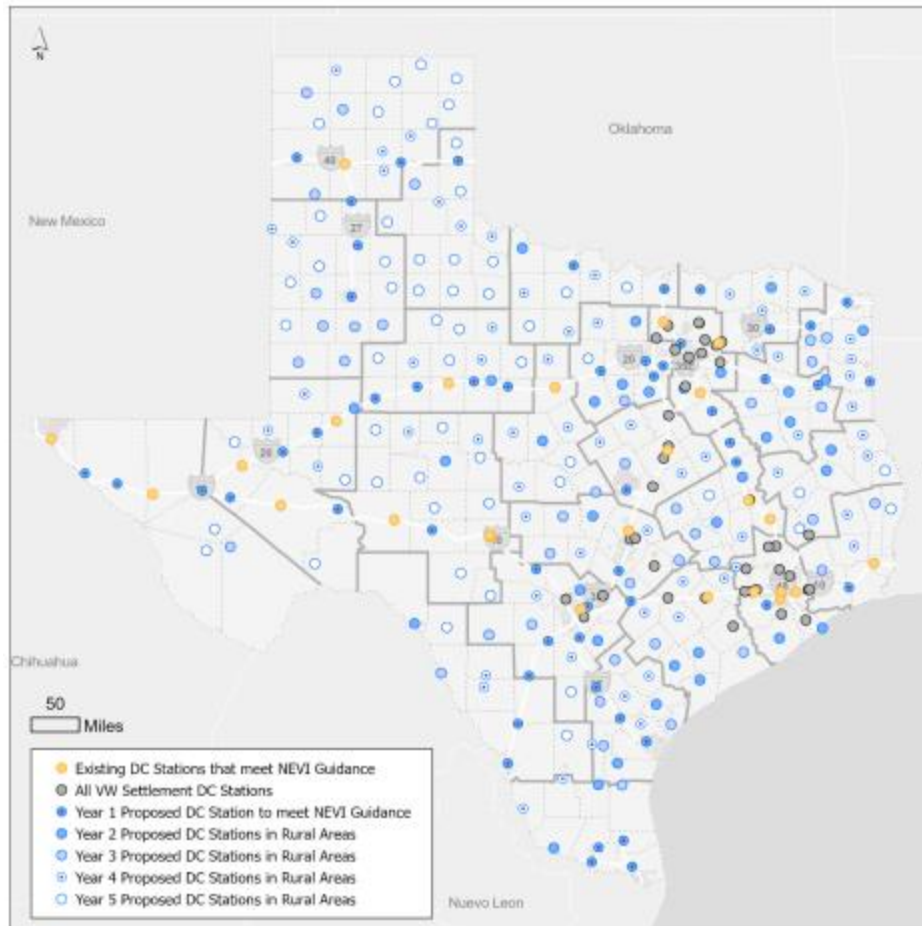 N
Oklahoma
40
New Mexico
27
30
20
20
Chihuahua
50
Miles
Existing DC Stations that meet NEVI Guidance
All VW Settlement DC Stations
Year 1 Proposed DC Station to meet NEVI Guidance
Year 2 Proposed DC Stations in Rural Areas
Year 3 Proposed DC Stations in Rural Areas
Year 4 Proposed DC Stations in Rural Areas
Year 5 Proposed DC Stations in Rural Areas
Nuevo Leon